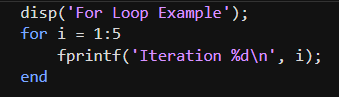 disp('For Loop Example');
for i = 1:5
    fprintf('Iteration %d\n', i);
end